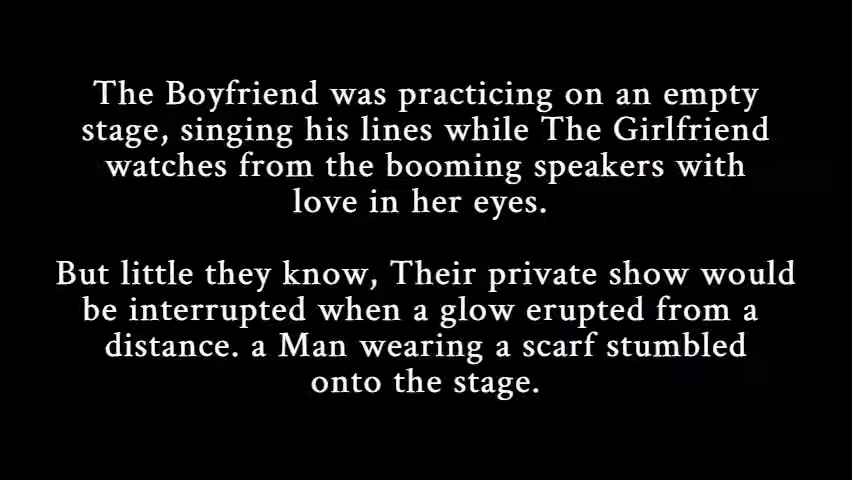 The Boyfriend was practicing on an empty
stage, singing his lines while The Girlfriend
watches from the booming speakers with
love in her eyes.
But little they know, Their private show would
be interrupted when a glow erupted from a
distance. a Man wearing a scarf stumbled
onto the stage.